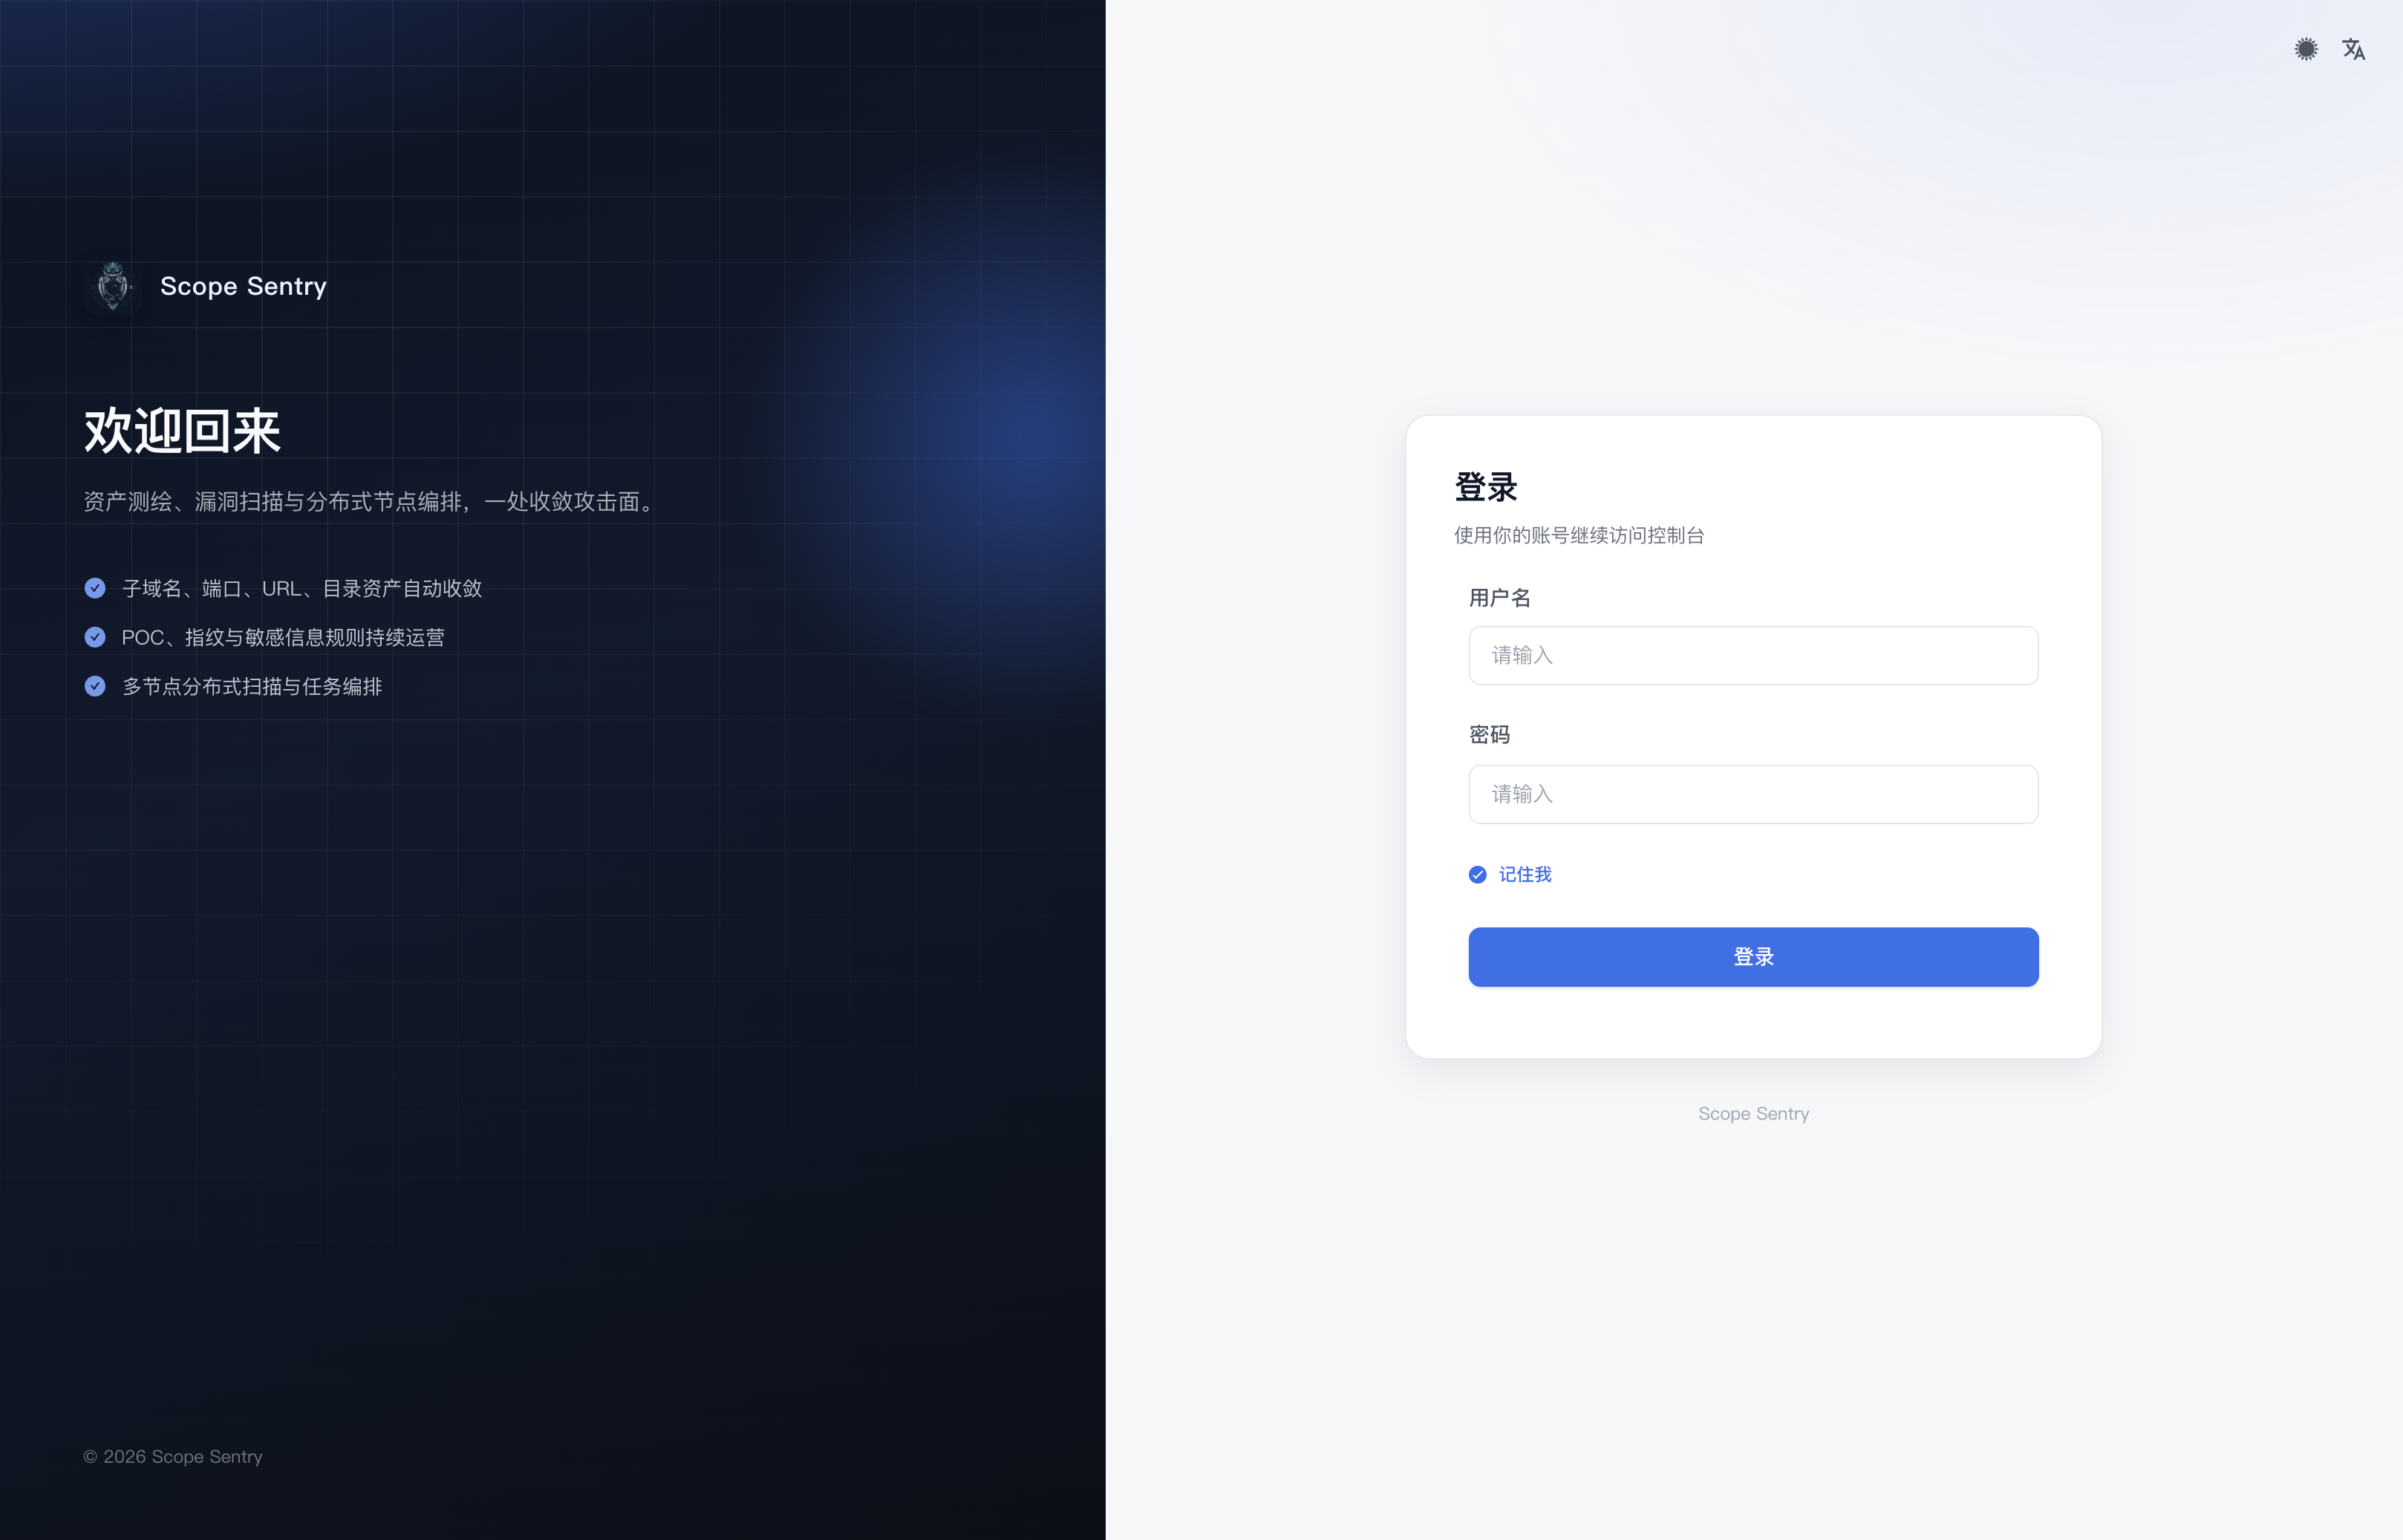 Scope Sentry
欢迎回来
资产测绘、漏洞扫描与分布式节点编排，一处收敛攻击面。
子域名、端口、URL、目录资产自动收敛
POC、指纹与敏感信息规则持续运营
多节点分布式扫描与任务编排
© 2026 Scope Sentry
登录
使用你的账号继续访问控制台
用户名
请输入
密码
请输入
记住我
登录
Scope Sentry